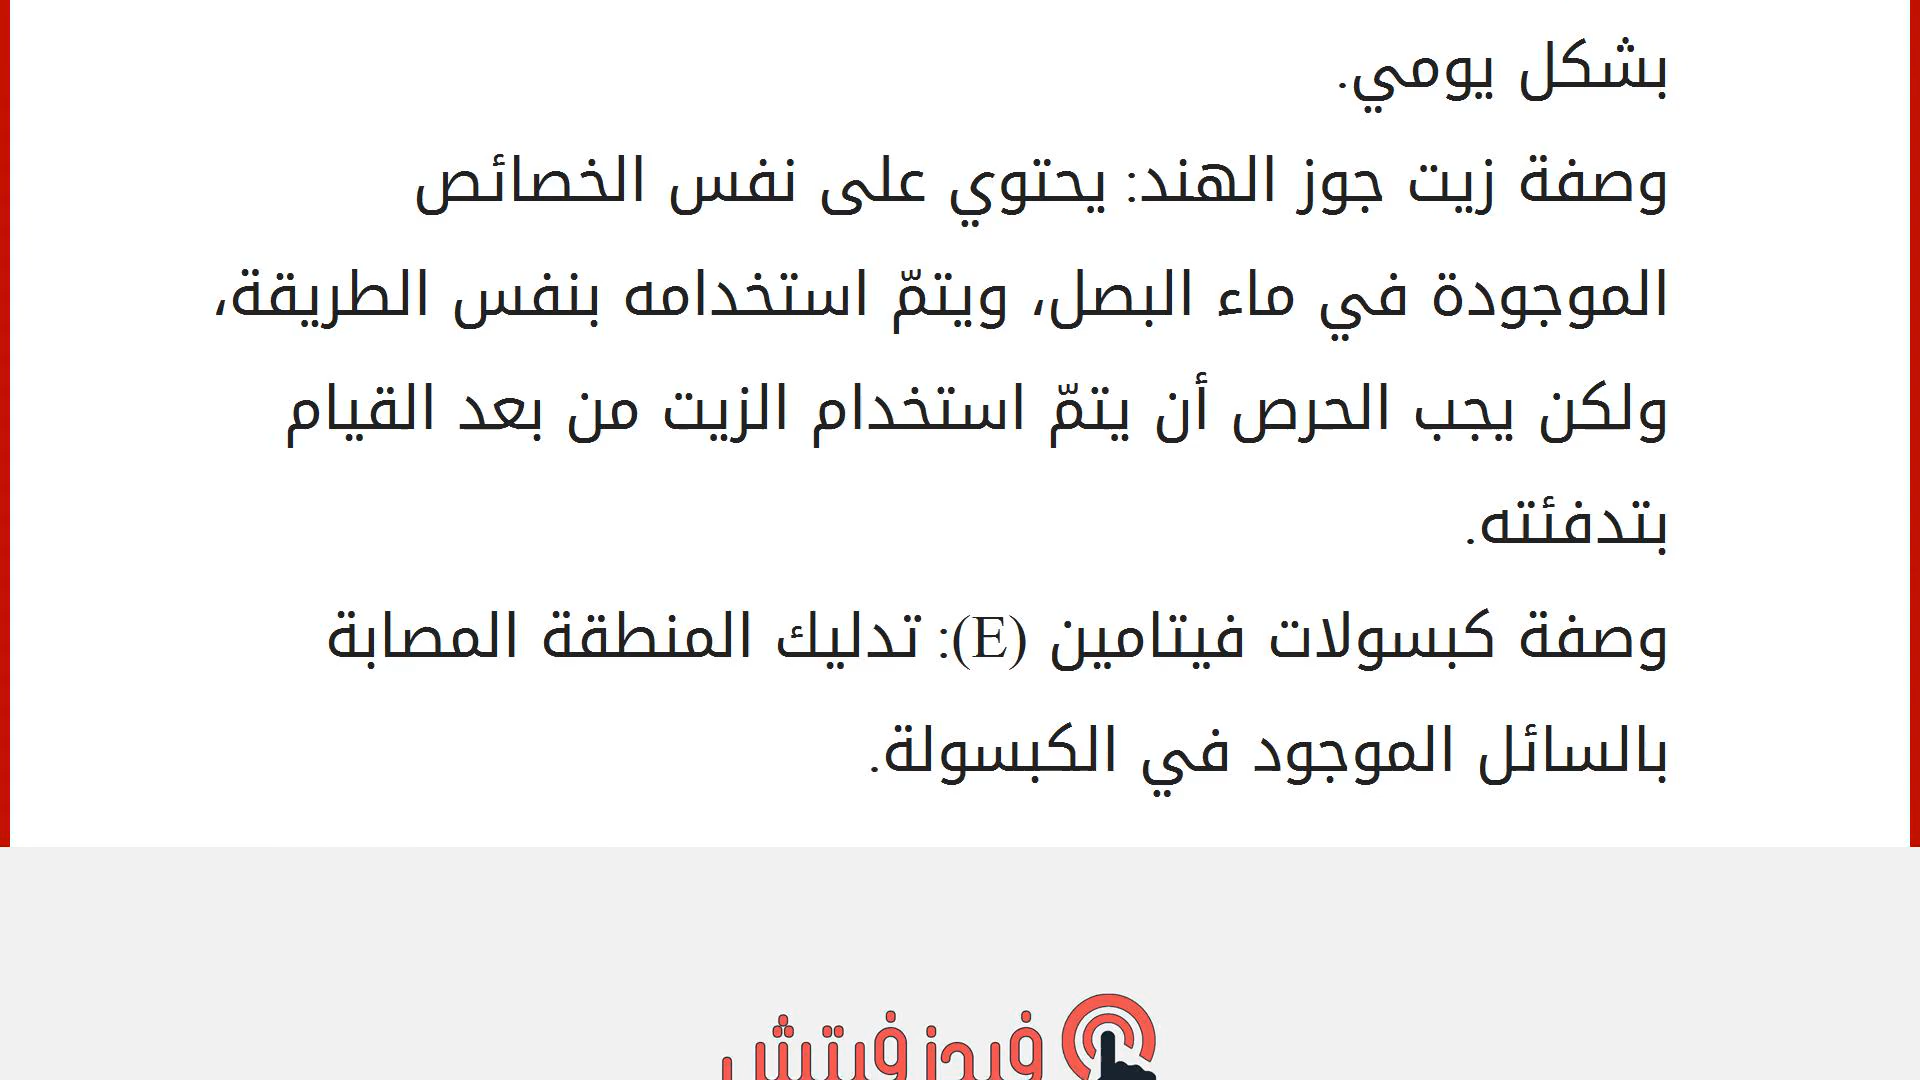 بشكل يومي.
وصفة زيت جوز الهند: يحتوي على نفس الخصائص
الموجودة في ماء البصل، ويتمّ استخدامه بنفس الطريقة،
ولكن يجب الحرص أن يتمّ استخدام الزيت من بعد القيام
بتدفئته.
وصفة كبسولات فيتامين (E): تدليك المنطقة المصابة
بالسائل الموجود في الكبسولة.